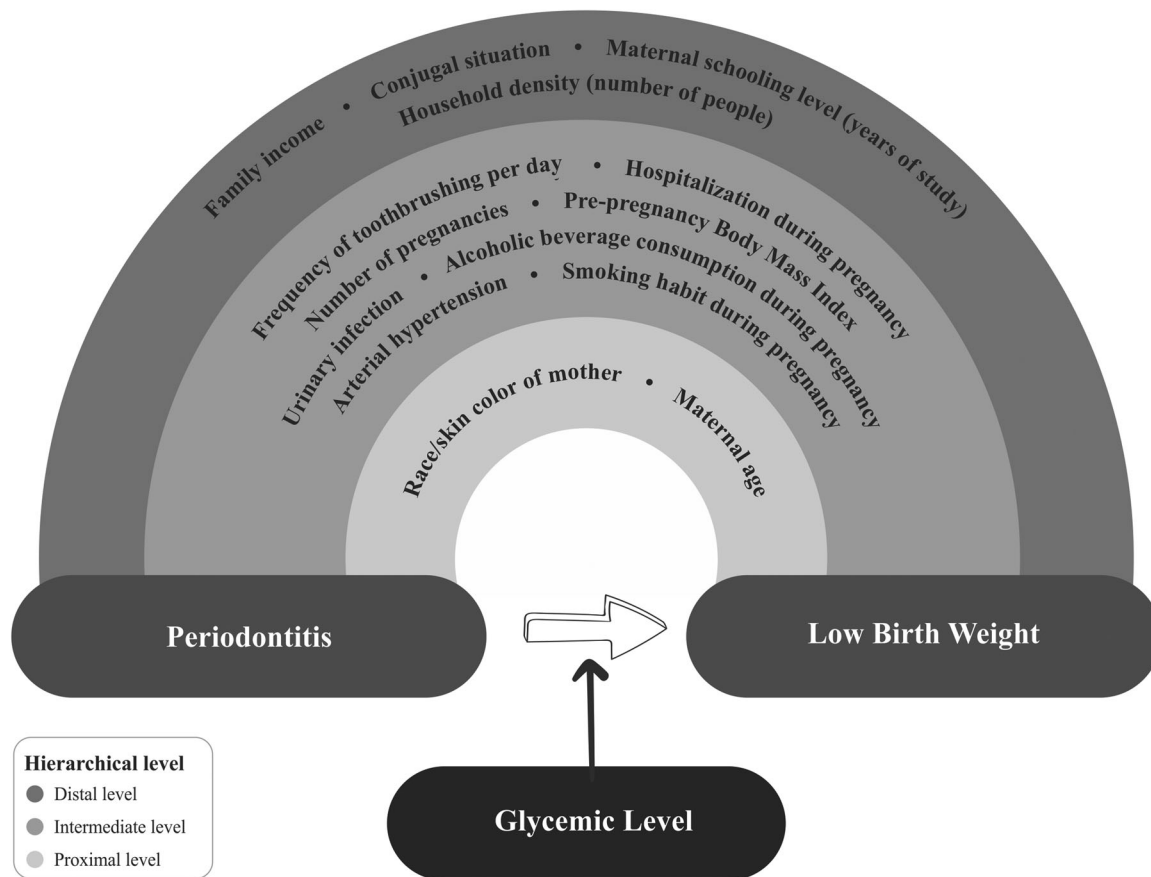 Family income • Conjugal situation • Maternal schooling level (years of study)
Household density (number of people)
Frequency of toothbrushing per day • Hospitalization during pregnancy
Number of pregnancies • Pre-pregnancy Body Mass Index
Urinary infection • Alcoholic beverage consumption during pregnancy
Arterial hypertension • Smoking habit during pregnancy
Race/skin color of mother • Maternal age
Periodontitis
Low Birth Weight
Glycemic Level
Hierarchical level
Distal level
Intermediate level
Proximal level